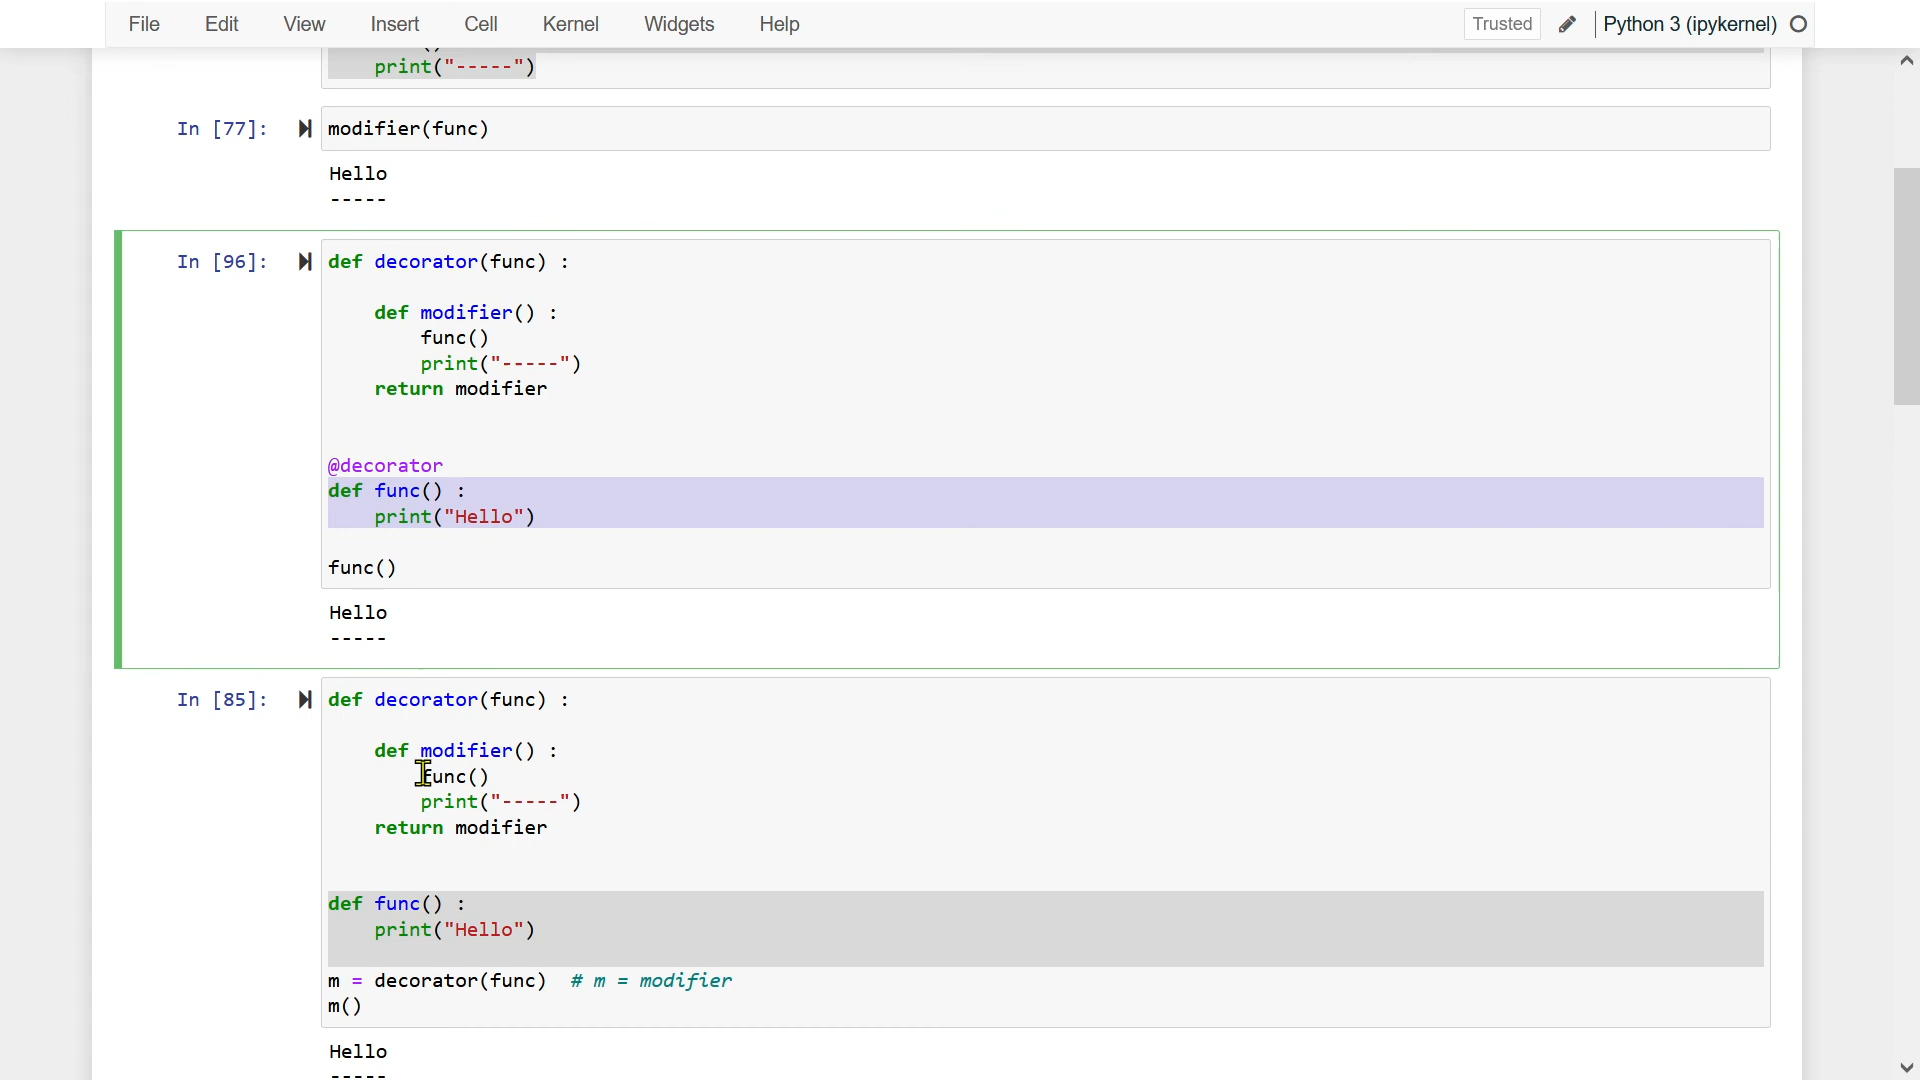 File Edit View Insert Cell Kernel Widgets Help Trusted Python 3 (ipykernel)
print("-----")
In [77]: modifier(func)
Hello
-----
In [96]: def decorator(func) :
def modifier() :
func()
print("-----")
return modifier
@decorator
def func() :
print("Hello")
func()
Hello
-----
In [85]: def decorator(func) :
def modifier() :
func()
print("-----")
return modifier
def func() :
print("Hello")
m = decorator(func) # m = modifier
m()
Hello
-----